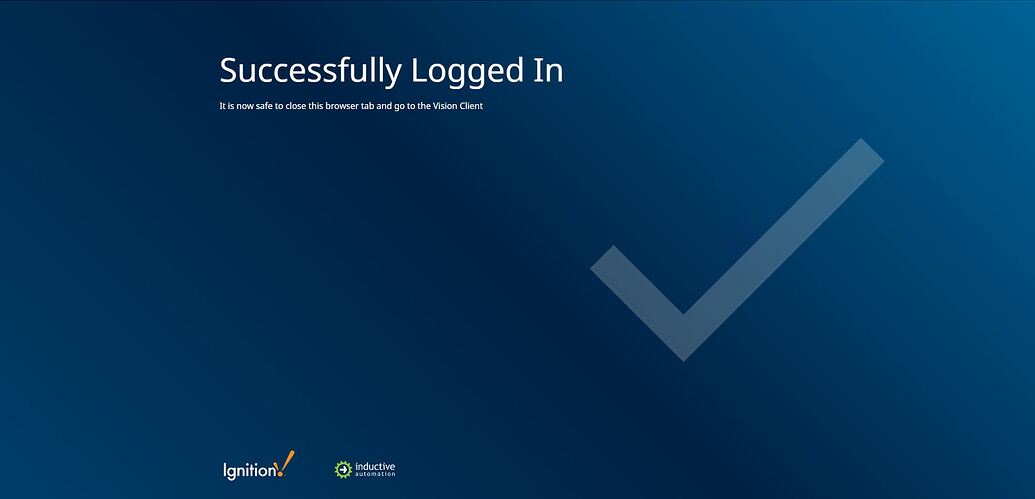 Successfully Logged In
It is now safe to close this browser tab and go to the Vision Client
Ignition!
inductive
automation